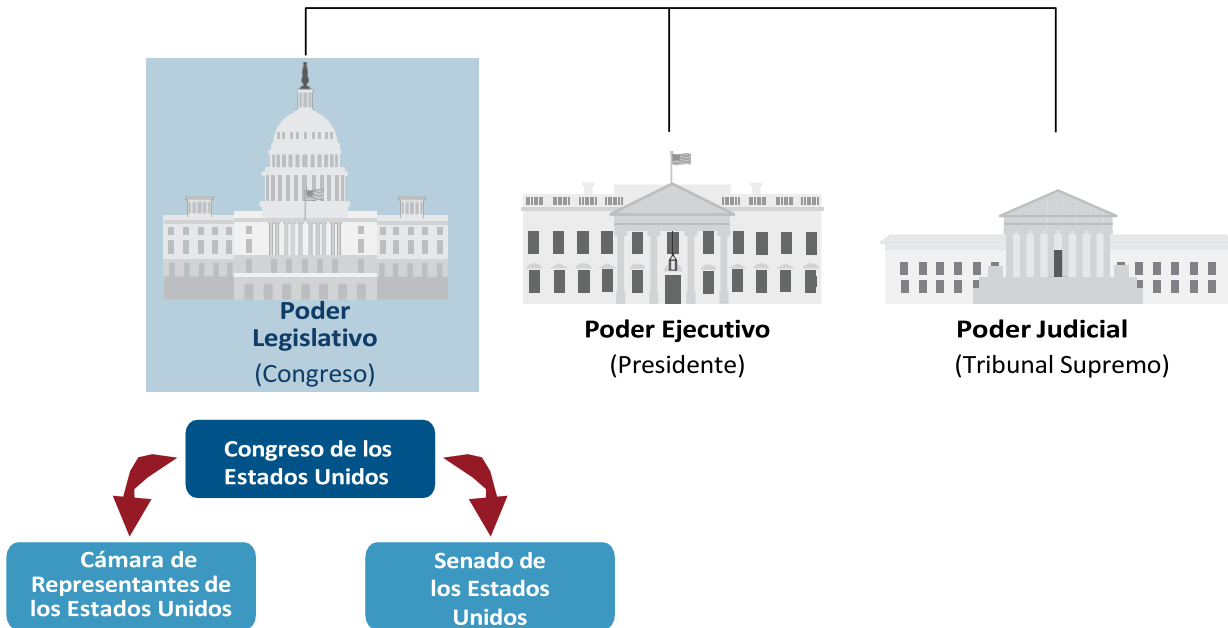 Poder
Legislativo
(Congreso)
Poder Ejecutivo
(Presidente)
Poder Judicial
(Tribunal Supremo)
Congreso de los
Estados Unidos
Cámara de
Representantes de
los Estados Unidos
Senado de
los Estados
Unidos